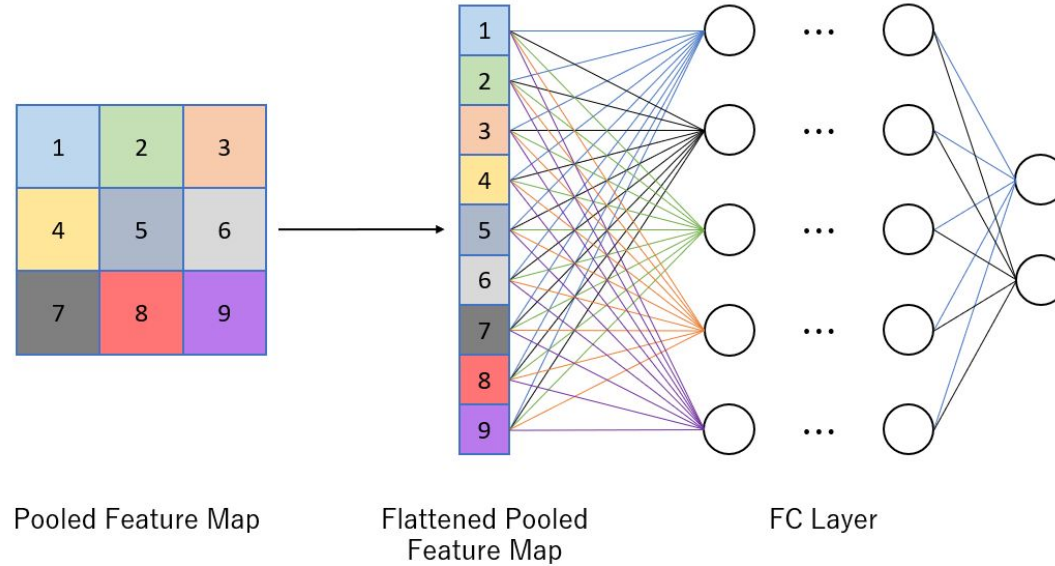 1 2 3
4 5 6
7 8 9
1
2
3
4
5
6
7
8
9
...
...
...
...
...
Pooled Feature Map
Flattened Pooled
Feature Map
FC Layer